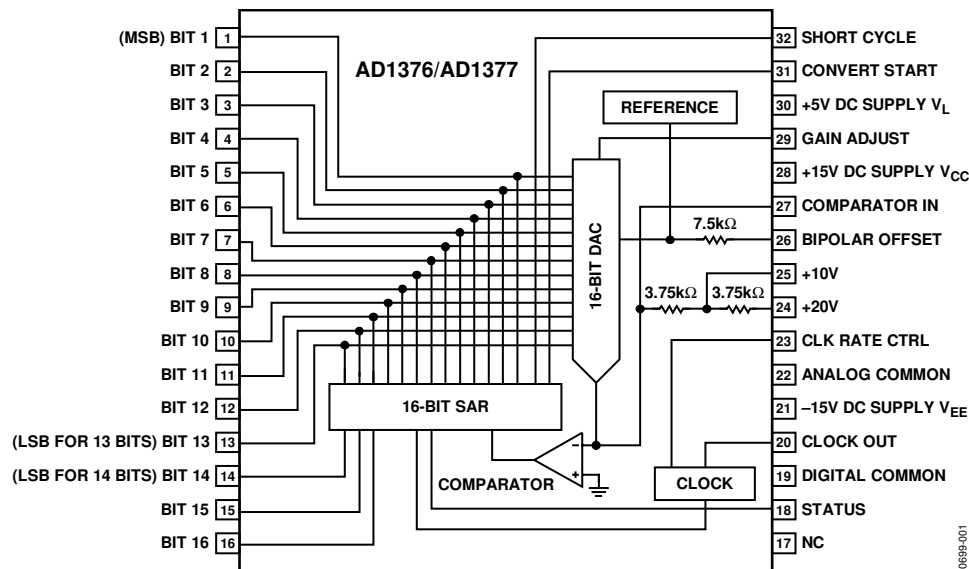 AD1376/AD1377
(MSB) BIT 1 1
BIT 2 2
BIT 3 3
BIT 4 4
BIT 5 5
BIT 6 6
BIT 7 7
BIT 8 8
BIT 9 9
BIT 10 10
BIT 11 11
BIT 12 12
(LSB FOR 13 BITS) BIT 13 13
(LSB FOR 14 BITS) BIT 14 14
BIT 15 15
BIT 16 16
REFERENCE
16-BIT DAC
7.5kΩ
3.75kΩ 3.75kΩ
16-BIT SAR
COMPARATOR
–
+
CLOCK
32 SHORT CYCLE
31 CONVERT START
30 +5V DC SUPPLY VL
29 GAIN ADJUST
28 +15V DC SUPPLY VCC
27 COMPARATOR IN
26 BIPOLAR OFFSET
25 +10V
24 +20V
23 CLK RATE CTRL
22 ANALOG COMMON
21 –15V DC SUPPLY VEE
20 CLOCK OUT
19 DIGITAL COMMON
18 STATUS
17 NC
0699-001